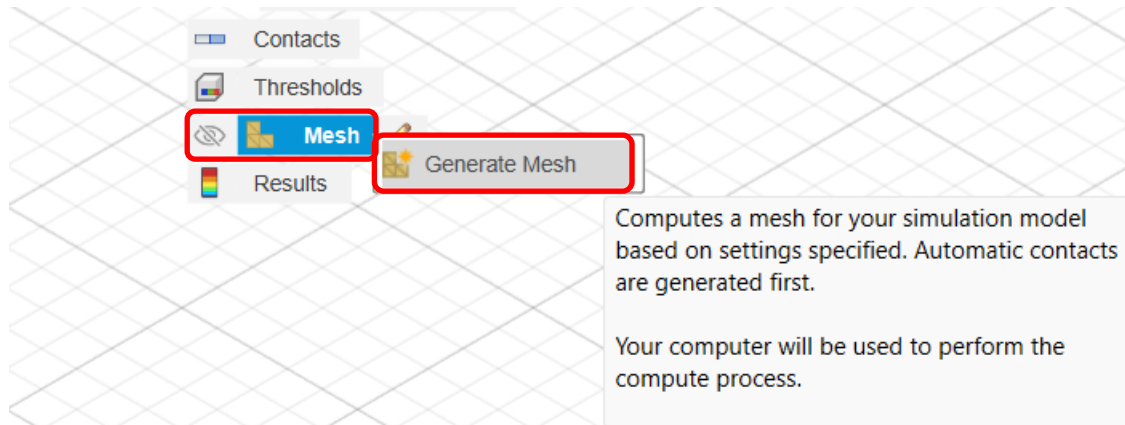 Contacts
Thresholds
Mesh
Generate Mesh
Results
Computes a mesh for your simulation model
based on settings specified. Automatic contacts
are generated first.
Your computer will be used to perform the
compute process.